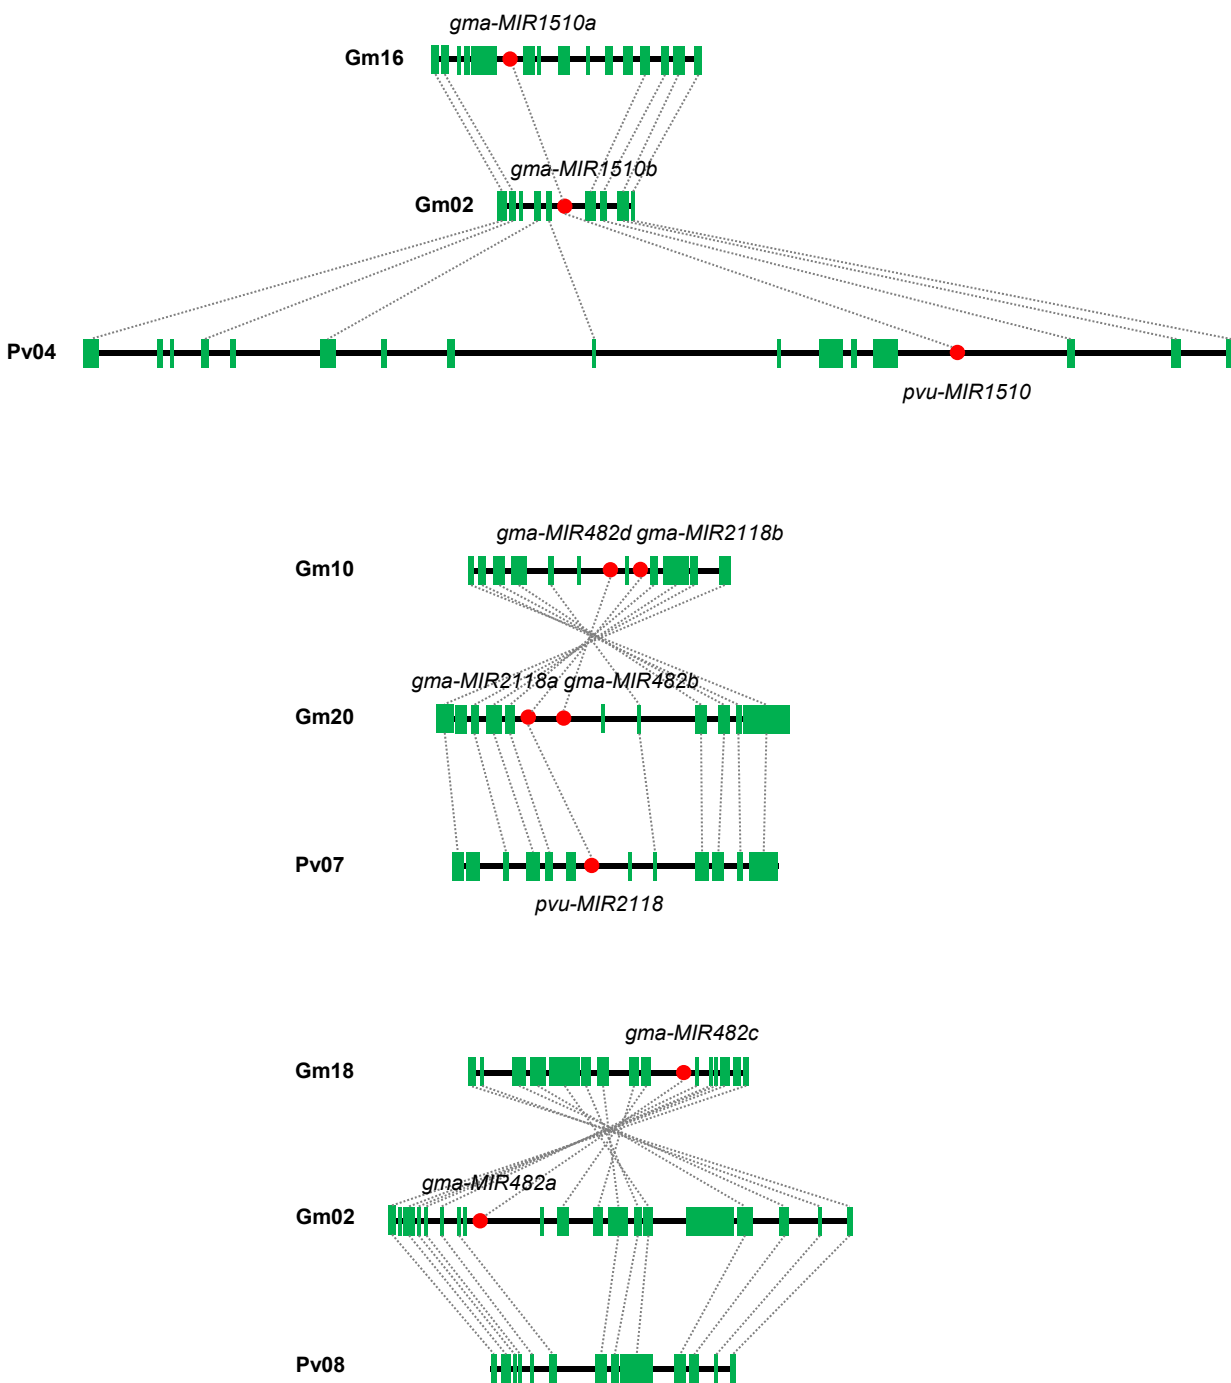 gma-MIR1510a
Gm16
gma-MIR1510b
Gm02
Pv04
pvu-MIR1510
gma-MIR482d gma-MIR2118b
Gm10
gma-MIR2118a gma-MIR482b
Gm20
Pv07
pvu-MIR2118
gma-MIR482c
Gm18
gma-MIR482a
Gm02
Pv08